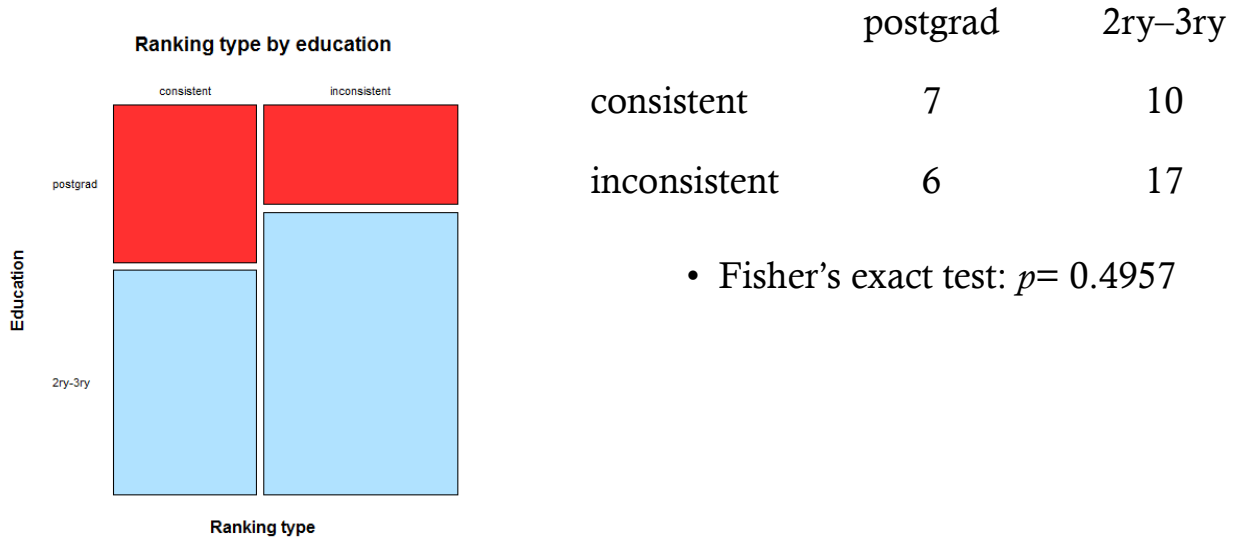 Ranking type by education
consistent inconsistent
postgrad
2ry-3ry
Education
Ranking type
postgrad 2ry–3ry
consistent 7 10
inconsistent 6 17
• Fisher’s exact test: p= 0.4957